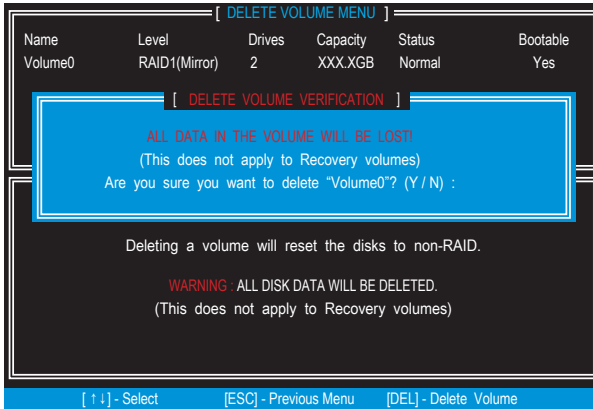 [ DELETE VOLUME MENU ]
Name Level Drives Capacity Status Bootable
Volume0 RAID1(Mirror) 2 XXX.XGB Normal Yes
[ DELETE VOLUME VERIFICATION ]
ALL DATA IN THE VOLUME WILL BE LOST!
(This does not apply to Recovery volumes)
Are you sure you want to delete “Volume0”? (Y / N) :
Deleting a volume will reset the disks to non-RAID.
WARNING : ALL DISK DATA WILL BE DELETED.
(This does not apply to Recovery volumes)
[ ↑↓] - Select [ESC] - Previous Menu [DEL] - Delete Volume